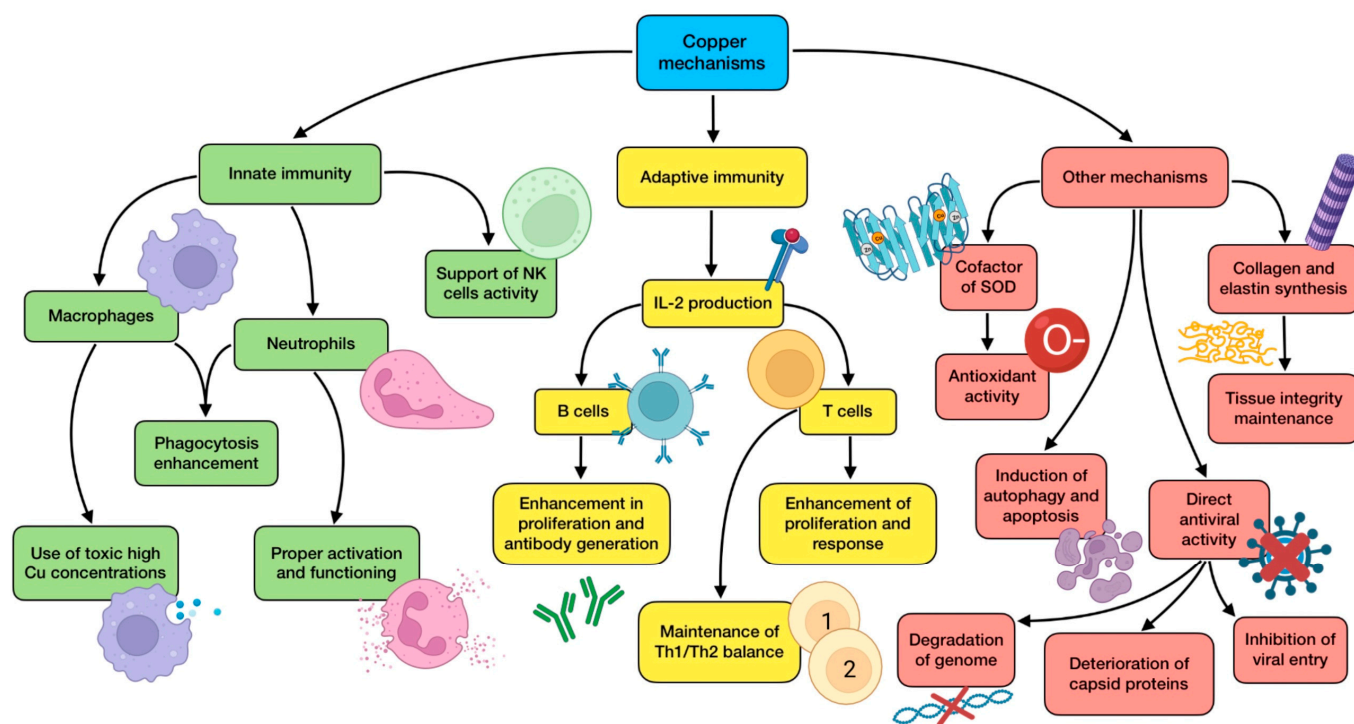 Copper
mechanisms
Innate immunity
Adaptive immunity
Other mechanisms
Macrophages
Neutrophils
Support of NK
cells activity
Phagocytosis
enhancement
Use of toxic high
Cu concentrations
Proper activation
and functioning
IL-2 production
B cells
T cells
Enhancement in
proliferation and
antibody generation
Enhancement of
proliferation and
response
Maintenance of
Th1/Th2 balance
1
2
Cu
Zn
Cu
Zn
Cofactor
of SOD
O-
Antioxidant
activity
Collagen and
elastin synthesis
Tissue integrity
maintenance
Induction of
autophagy and
apoptosis
Direct
antiviral
activity
Degradation
of genome
Deterioration of
capsid proteins
Inhibition of
viral entry